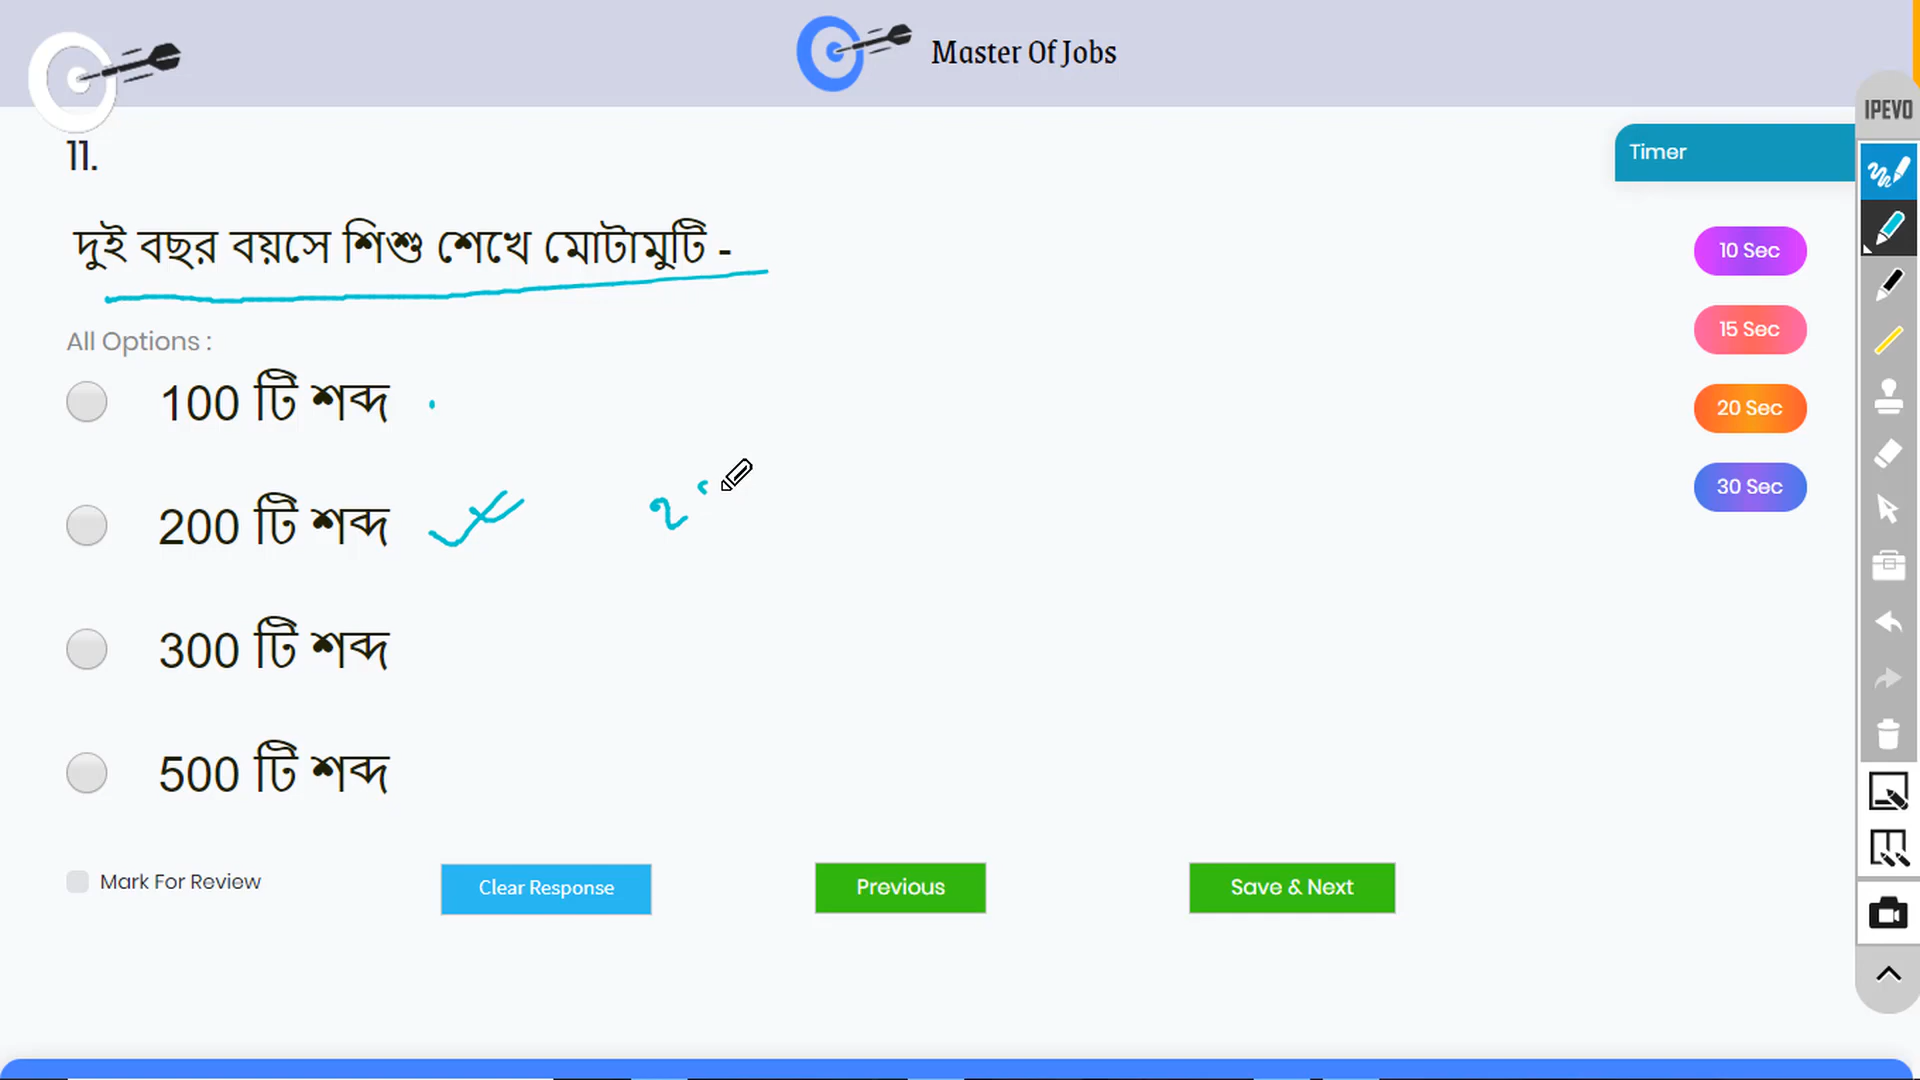 Master Of Jobs
IPEVO
11.
Timer
দুই বছর বয়সে শিশু শেখে মোটামুটি -
10 Sec
All Options :
15 Sec
100 টি শব্দ
20 Sec
200 টি শব্দ
30 Sec
300 টি শব্দ
500 টি শব্দ
Mark For Review
Clear Response
Previous
Save & Next